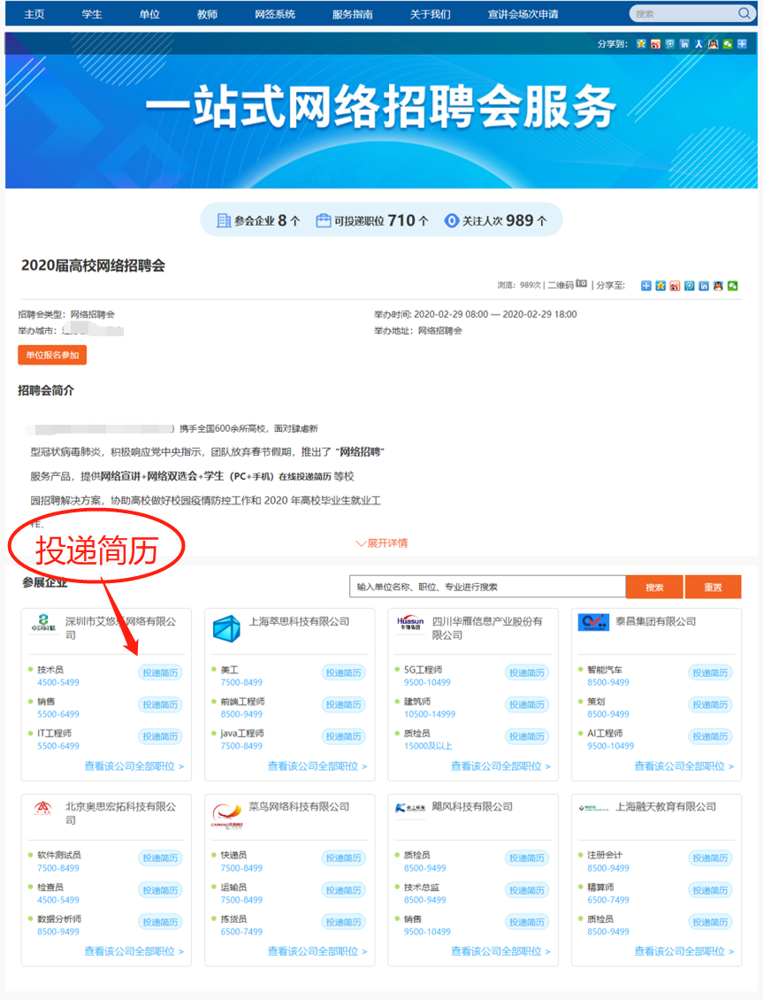 主页 学生 单位 教师 网签系统 服务指南 关于我们 宣讲会场次申请 搜索
分享到:
一站式网络招聘会服务
参会企业 8 个 可投递职位 710 个 关注人次 989 个
2020届高校网络招聘会
浏览: 989次 | 二维码 | 分享至:
招聘会类型: 网络招聘会 举办时间: 2020-02-29 08:00 — 2020-02-29 18:00
举办城市: 举办地址: 网络招聘会
单位报名参加
招聘会简介
）携手全国600余所高校，面对肆虐新
型冠状病毒肺炎，积极响应党中央指示，团队放弃春节假期，推出了“网络招聘”
服务产品，提供网络宣讲+网络双选会+学生（PC+手机）在线投递简历 等校
园招聘解决方案，协助高校做好校园疫情防控工作和 2020 年高校毕业生就业工
作。
展开详情
投递简历
参展企业 输入单位名称、职位、专业进行搜索 搜索 重置
深圳市艾悠乐网络有限公
司
技术员 投递简历
4500-5499
销售 投递简历
5500-6499
IT工程师 投递简历
5500-6499
查看该公司全部职位 >
上海萃思科技有限公司
美工 投递简历
7500-8499
前端工程师 投递简历
8500-9499
java工程师 投递简历
7500-8499
查看该公司全部职位 >
Huasun
华雁集团
四川华雁信息产业股份有
限公司
5G工程师 投递简历
9500-10499
建筑师 投递简历
10500-14999
质检员 投递简历
15000及以上
查看该公司全部职位 >
泰昌集团有限公司
智能汽车 投递简历
8500-9499
策划 投递简历
8500-9499
AI工程师 投递简历
9500-10499
查看该公司全部职位 >
北京奥思宏拓科技有限公
司
软件测试员 投递简历
7500-8499
检查员 投递简历
4500-5499
数据分析师 投递简历
8500-9499
查看该公司全部职位 >
菜鸟网络科技有限公司
快递员 投递简历
7500-8499
运输员 投递简历
7500-8499
拣货员 投递简历
6500-7499
查看该公司全部职位 >
飓风科技有限公司
质检员 投递简历
8500-9499
技术总监 投递简历
8500-9499
销售 投递简历
9500-10499
查看该公司全部职位 >
上海融天教育有限公司
注册会计 投递简历
8500-9499
精算师 投递简历
6500-7499
质检员 投递简历
8500-9499
查看该公司全部职位 >